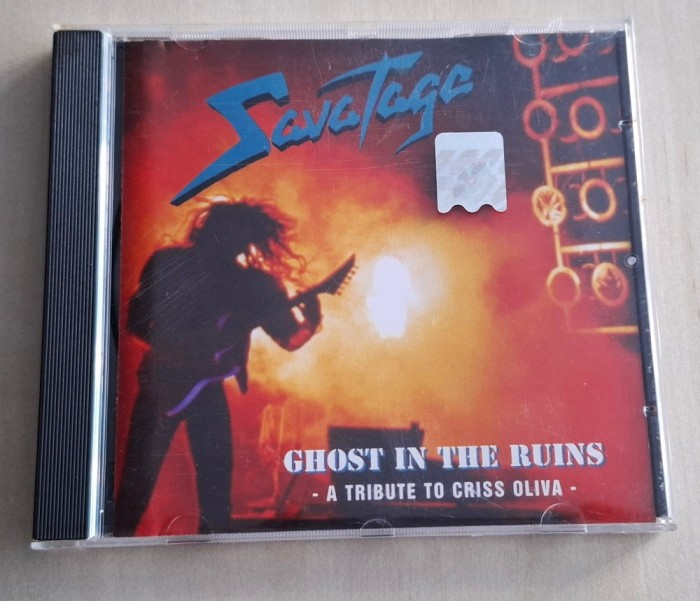 SavaTage
GHOST IN THE RUINS
- A TRIBUTE TO CRISS OLIVA -